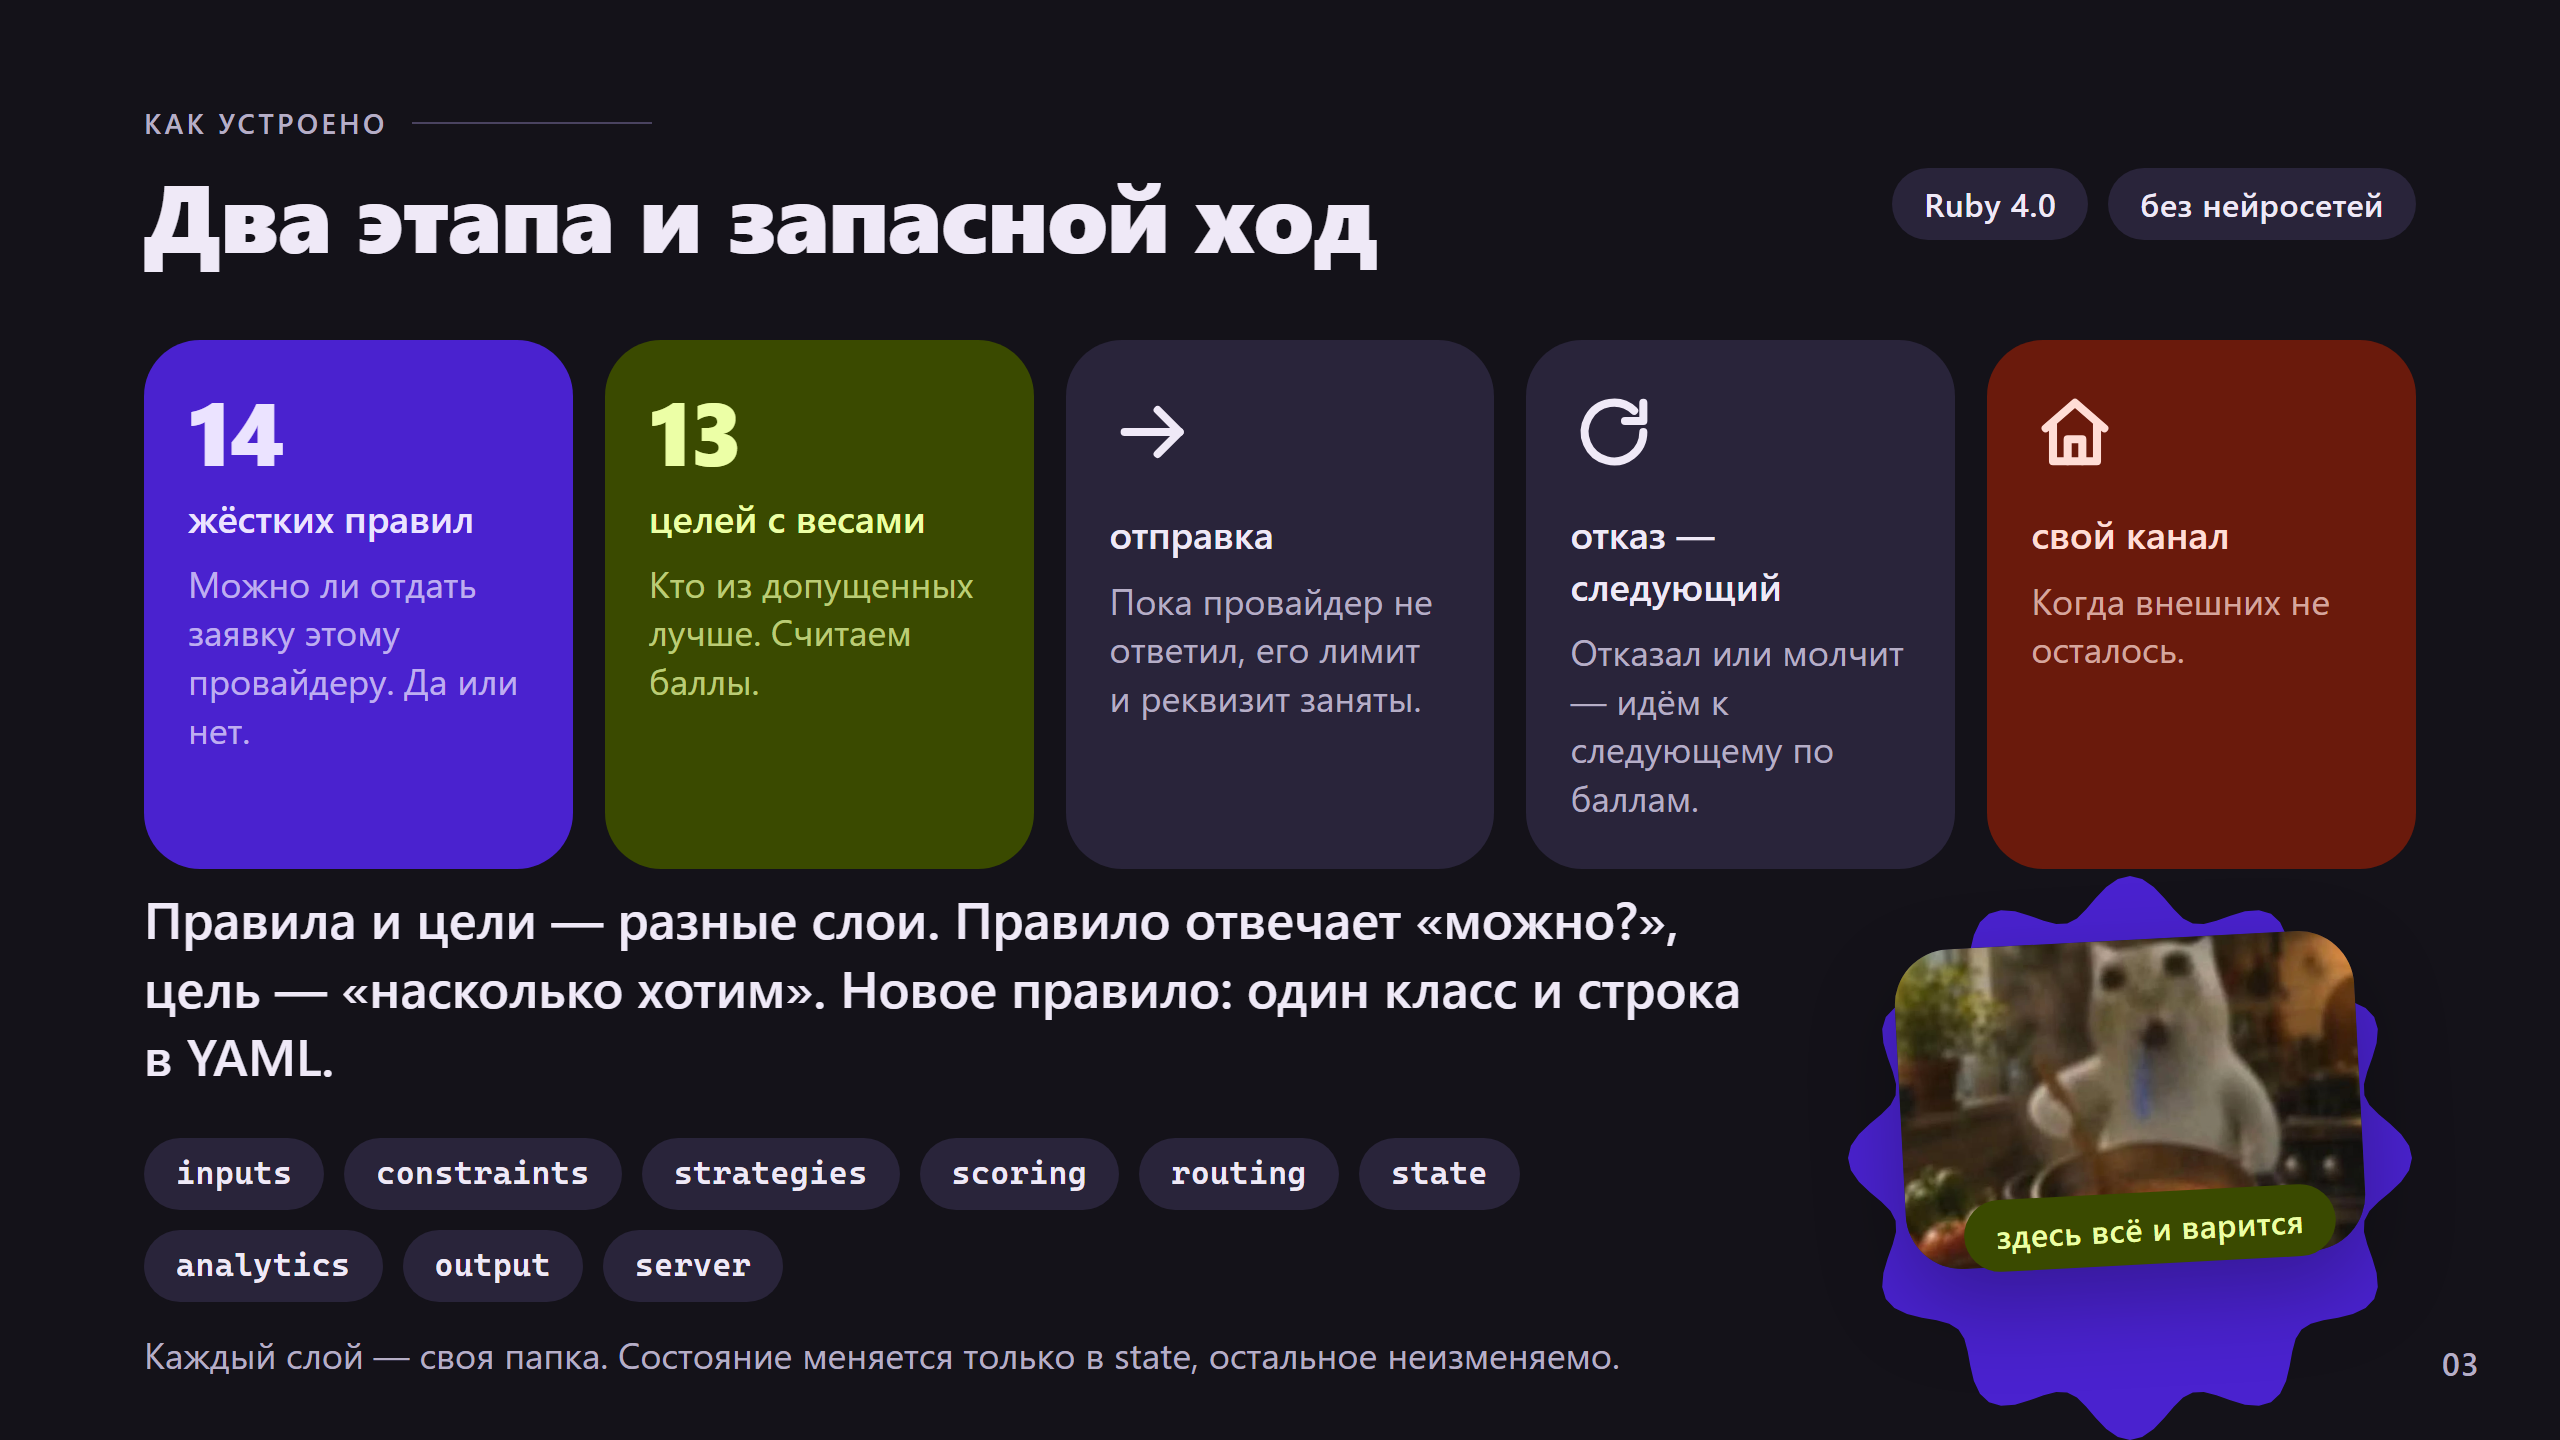 КАК УСТРОЕНО
Два этапа и запасной ход
Ruby 4.0
без нейросетей
14
жёстких правил
Можно ли отдать
заявку этому
провайдеру. Да или
нет.
13
целей с весами
Кто из допущенных
лучше. Считаем
баллы.
отправка
Пока провайдер не
ответил, его лимит
и реквизит заняты.
отказ —
следующий
Отказал или молчит
— идём к
следующему по
баллам.
свой канал
Когда внешних не
осталось.
Правила и цели — разные слои. Правило отвечает «можно?»,
цель — «насколько хотим». Новое правило: один класс и строка
в YAML.
inputs
constraints
strategies
scoring
routing
state
analytics
output
server
здесь всё и варится
Каждый слой — своя папка. Состояние меняется только в state, остальное неизменяемо.
03